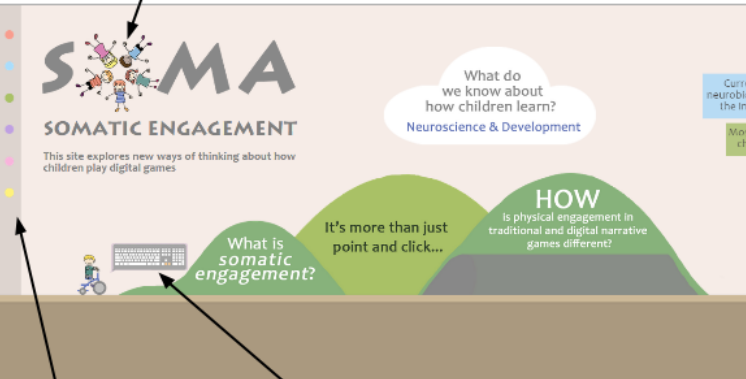 SOMA
SOMATIC ENGAGEMENT
This site explores new ways of thinking about how
children play digital games
What do
we know about
how children learn?
Neuroscience & Development
What is
somatic
engagement?
It's more than just
point and click...
HOW
is physical engagement in
traditional and digital narrative
games different?